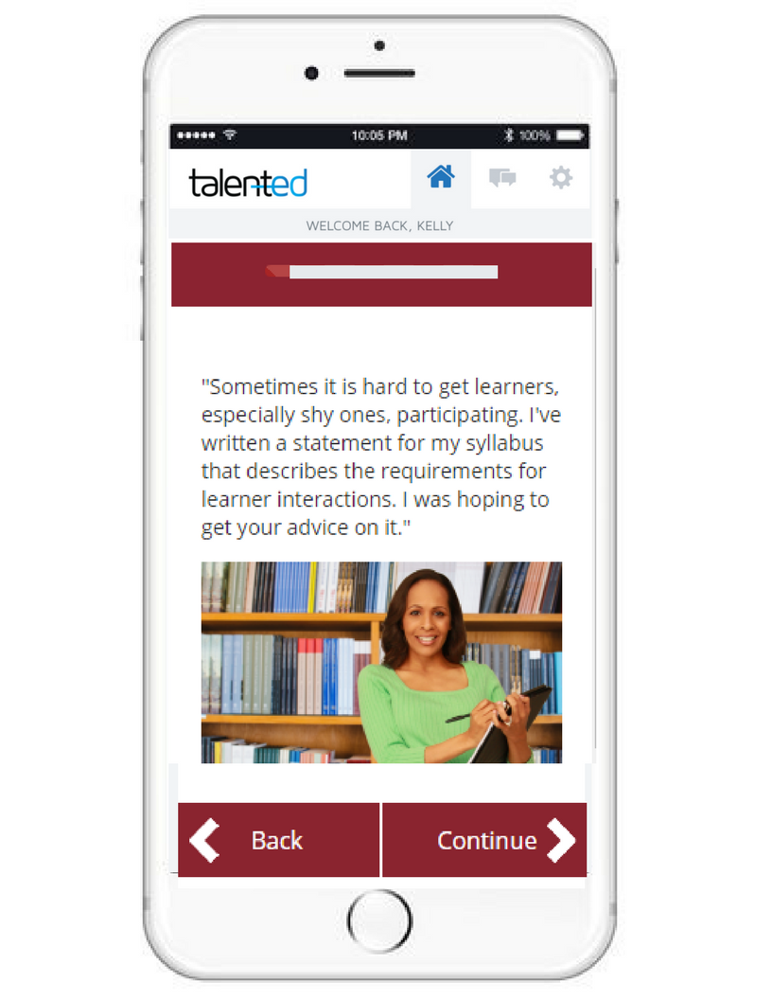 10:05 PM
100%
talented
WELCOME BACK, KELLY
"Sometimes it is hard to get learners,
especially shy ones, participating. I've
written a statement for my syllabus
that describes the requirements for
learner interactions. I was hoping to
get your advice on it."
Back
Continue